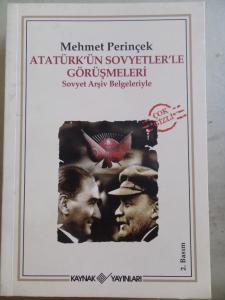 Mehmet Perinçek
ATATÜRK'ÜN SOVYETLER'LE
GÖRÜŞMELERİ
Sovyet Arşiv Belgeleriyle
ÇOK
GİZLİ
2. Basım
KAYNAK YAYINLARI